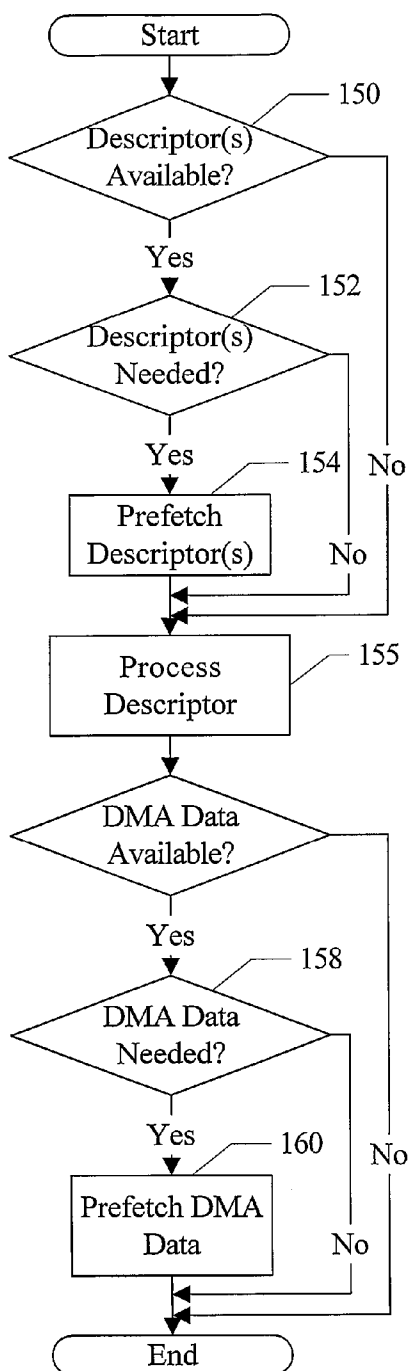 Start
150
Descriptor(s)
Available?
Yes
152
Descriptor(s)
Needed?
Yes
154
No
Prefetch
Descriptor(s)
No
155
Process
Descriptor
DMA Data
Available?
Yes
158
DMA Data
Needed?
Yes
160
No
Prefetch DMA
Data
No
End